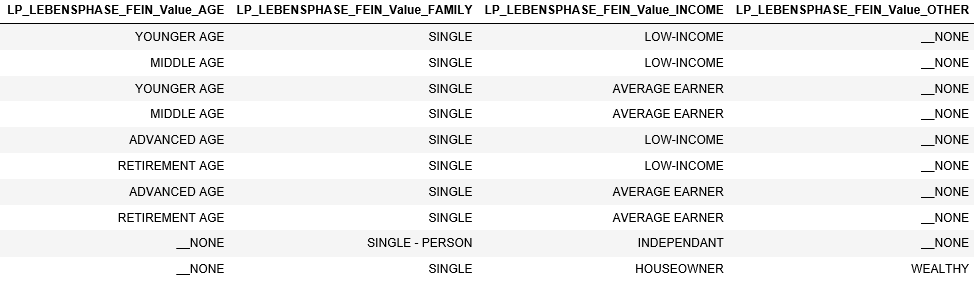 LP_LEBENSPHASE_FEIN_Value_AGE LP_LEBENSPHASE_FEIN_Value_FAMILY LP_LEBENSPHASE_FEIN_Value_INCOME LP_LEBENSPHASE_FEIN_Value_OTHER
YOUNGER AGE SINGLE LOW-INCOME __NONE
MIDDLE AGE SINGLE LOW-INCOME __NONE
YOUNGER AGE SINGLE AVERAGE EARNER __NONE
MIDDLE AGE SINGLE AVERAGE EARNER __NONE
ADVANCED AGE SINGLE LOW-INCOME __NONE
RETIREMENT AGE SINGLE LOW-INCOME __NONE
ADVANCED AGE SINGLE AVERAGE EARNER __NONE
RETIREMENT AGE SINGLE AVERAGE EARNER __NONE
__NONE SINGLE - PERSON INDEPENDANT __NONE
__NONE SINGLE HOUSEOWNER WEALTHY